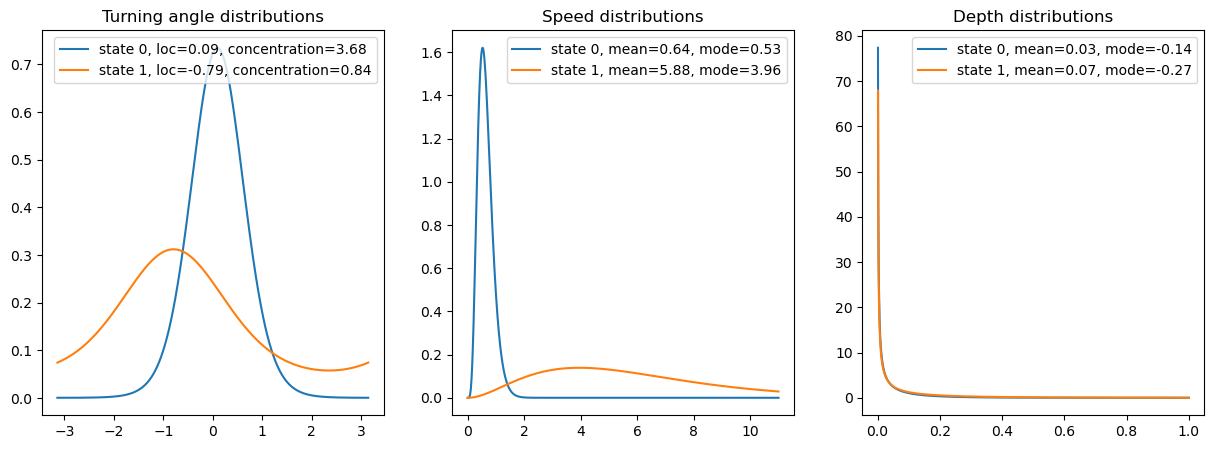 Turning angle distributions
state 0, loc=0.09, concentration=3.68
state 1, loc=-0.79, concentration=0.84
0.7
0.6
0.5
0.4
0.3
0.2
0.1
0.0
−3 −2 −1 0 1 2 3
Speed distributions
state 0, mean=0.64, mode=0.53
state 1, mean=5.88, mode=3.96
1.6
1.4
1.2
1.0
0.8
0.6
0.4
0.2
0.0
0 2 4 6 8 10
Depth distributions
state 0, mean=0.03, mode=-0.14
state 1, mean=0.07, mode=-0.27
80
70
60
50
40
30
20
10
0
0.0 0.2 0.4 0.6 0.8 1.0